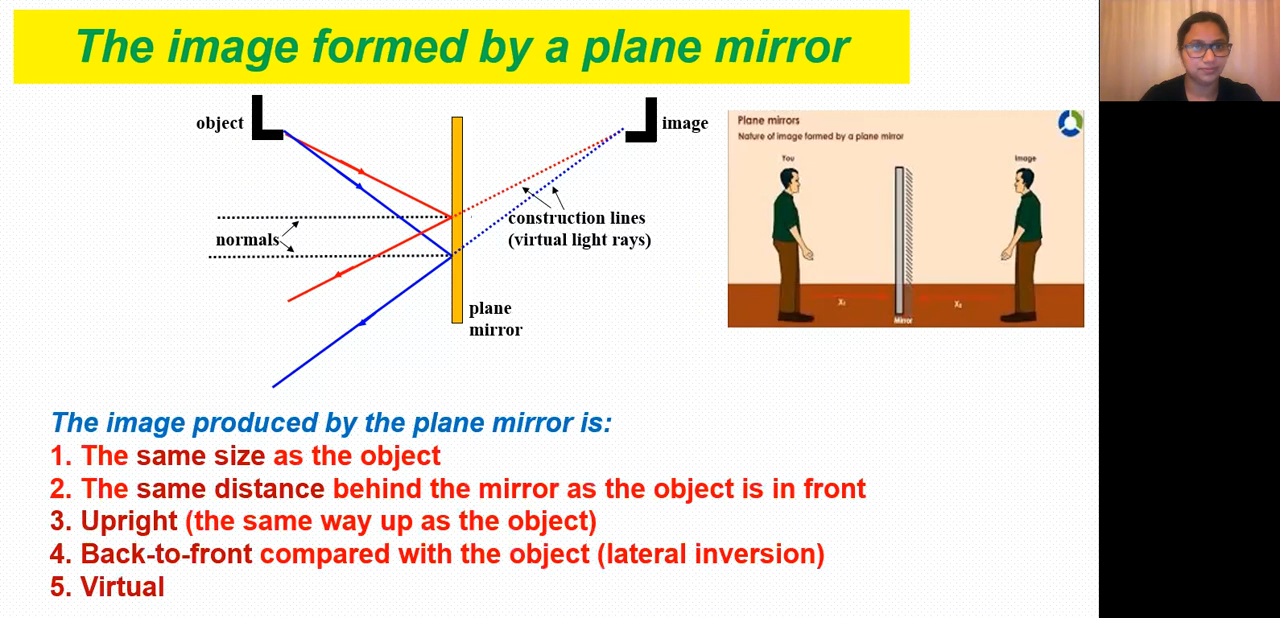 The image formed by a plane mirror
object
image
normals
construction lines
(virtual light rays)
plane
mirror
Plane mirrors
Nature of image formed by a plane mirror
You
Image
X₁
X₂
Mirror
The image produced by the plane mirror is:
1. The same size as the object
2. The same distance behind the mirror as the object is in front
3. Upright (the same way up as the object)
4. Back-to-front compared with the object (lateral inversion)
5. Virtual